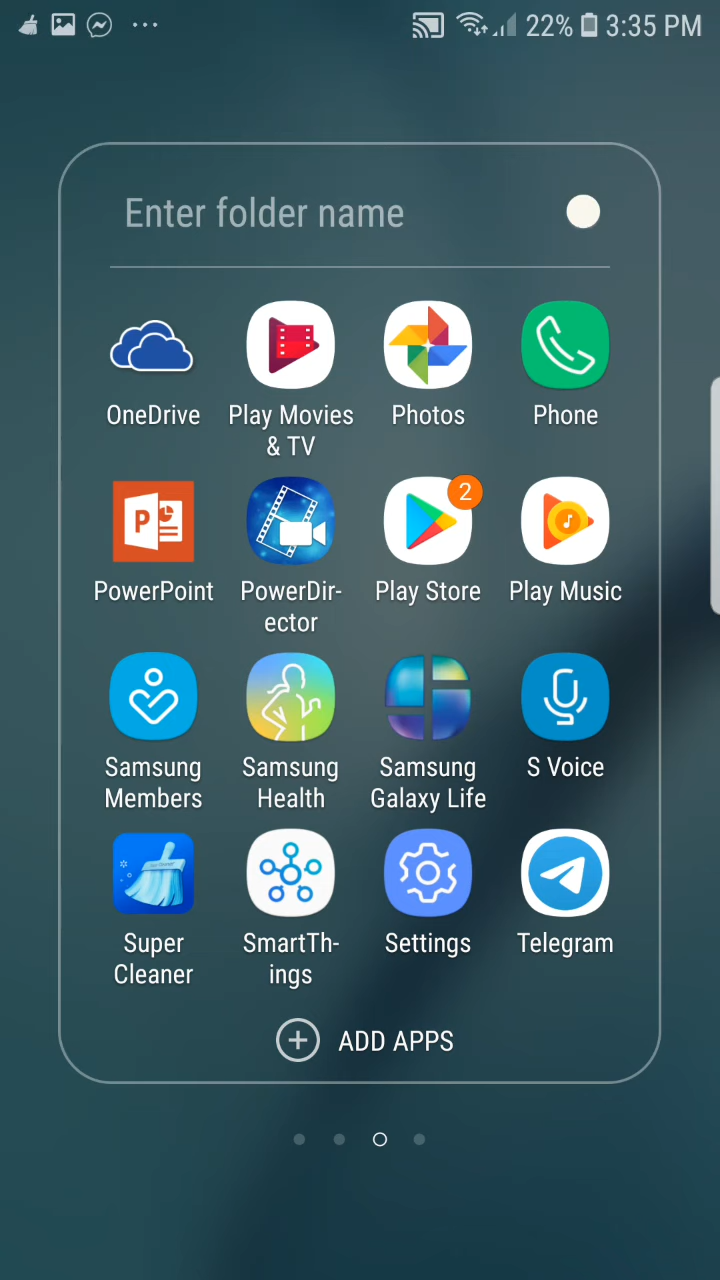 22% 3:35 PM
Enter folder name
OneDrive
Play Movies
& TV
Photos
Phone
P
2
PowerPoint
PowerDir-
ector
Play Store
Play Music
Samsung
Members
Samsung
Health
Samsung
Galaxy Life
S Voice
Super
Cleaner
SmartTh-
ings
Settings
Telegram
ADD APPS